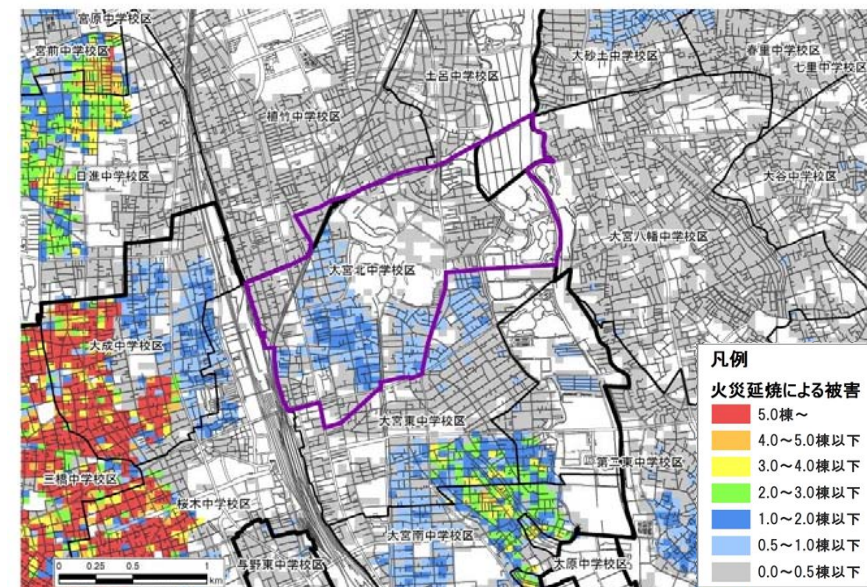 宮原中学校区
宮前中学校区
大砂土中学校区
春里中学校区
七里中学校区
土呂中学校区
植竹中学校区
日進中学校区
大谷中学校区
大宮八幡中学校区
大宮北中学校区
大成中学校区
大宮東中学校区
三橋中学校区
桜木中学校区
第二東中学校区
大宮南中学校区
与野東中学校区
大原中学校区
0 0.25 0.5 1
km
凡例
火災延焼による被害
5.0棟~
4.0~5.0棟以下
3.0~4.0棟以下
2.0~3.0棟以下
1.0~2.0棟以下
0.5~1.0棟以下
0.0~0.5棟以下